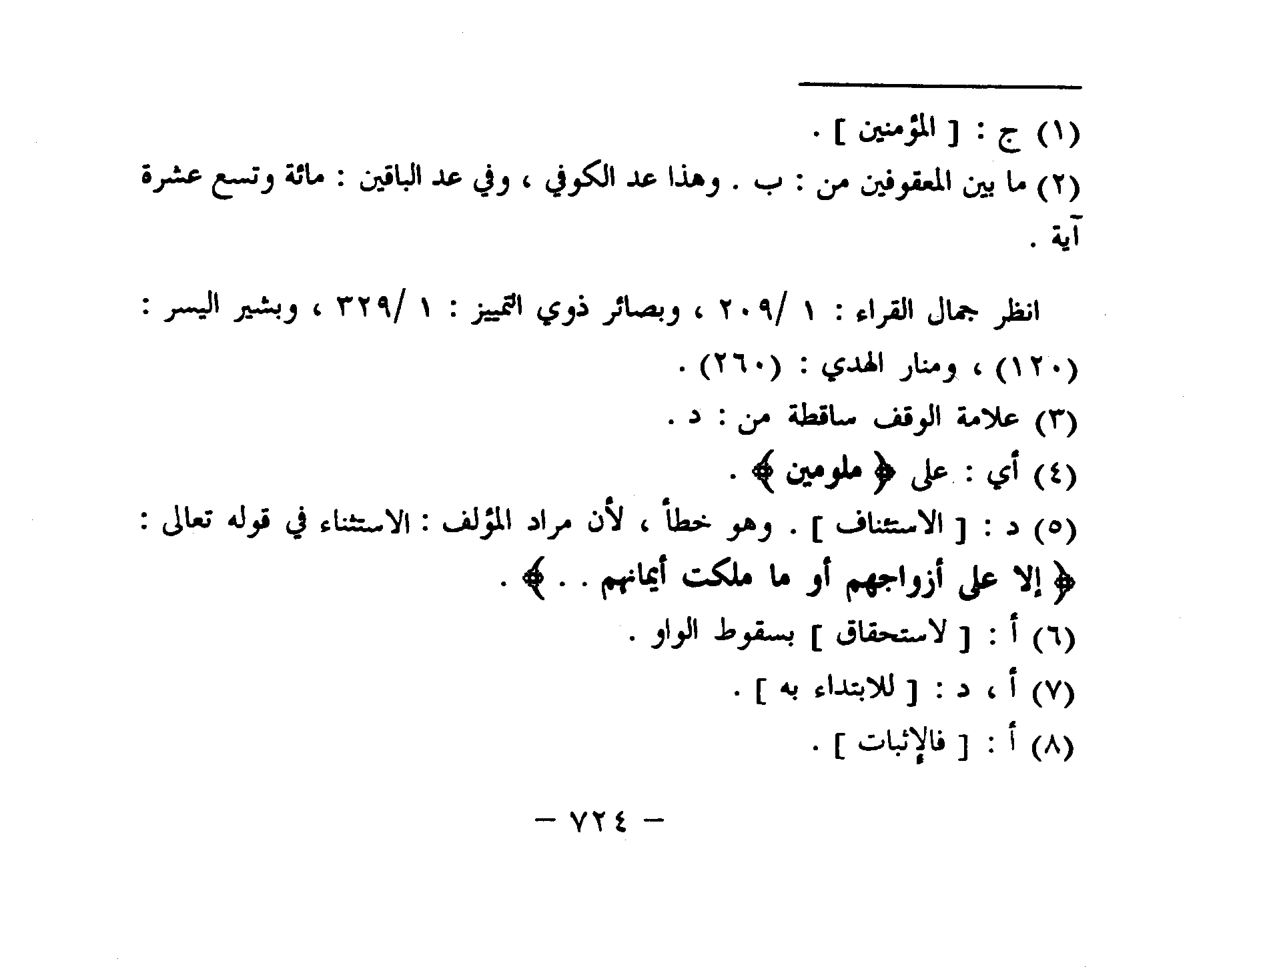 (١) ج : [ المؤمنين ] .
(٢) ما بين المعقوفين من : ب . وهذا عد الكوفي ، وفي عد الباقين : مائة وتسع عشرة
آية .
انظر جمال القراء : ١ /٢٠٩ ، وبصائر ذوي التمييز : ١ /٣٢٩ ، وبشير اليسر :
(١٢٠) ، ومنار الهدي : (٢٦٠) .
(٣) علامة الوقف ساقطة من : د .
(٤) أي : على ﴿ ملومين ﴾ .
(٥) د : [ الاستئناف ] . وهو خطأ ، لأن مراد المؤلف : الاستثناء في قوله تعالى :
﴿ إلا على أزواجهم أو ما ملكت أيمانهم . . ﴾ .
(٦) أ : [ لاستحقاق ] بسقوط الواو .
(٧) أ ، د : [ للابتداء به ] .
(٨) أ : [ فالإثبات ] .
– ٧٢٤ –